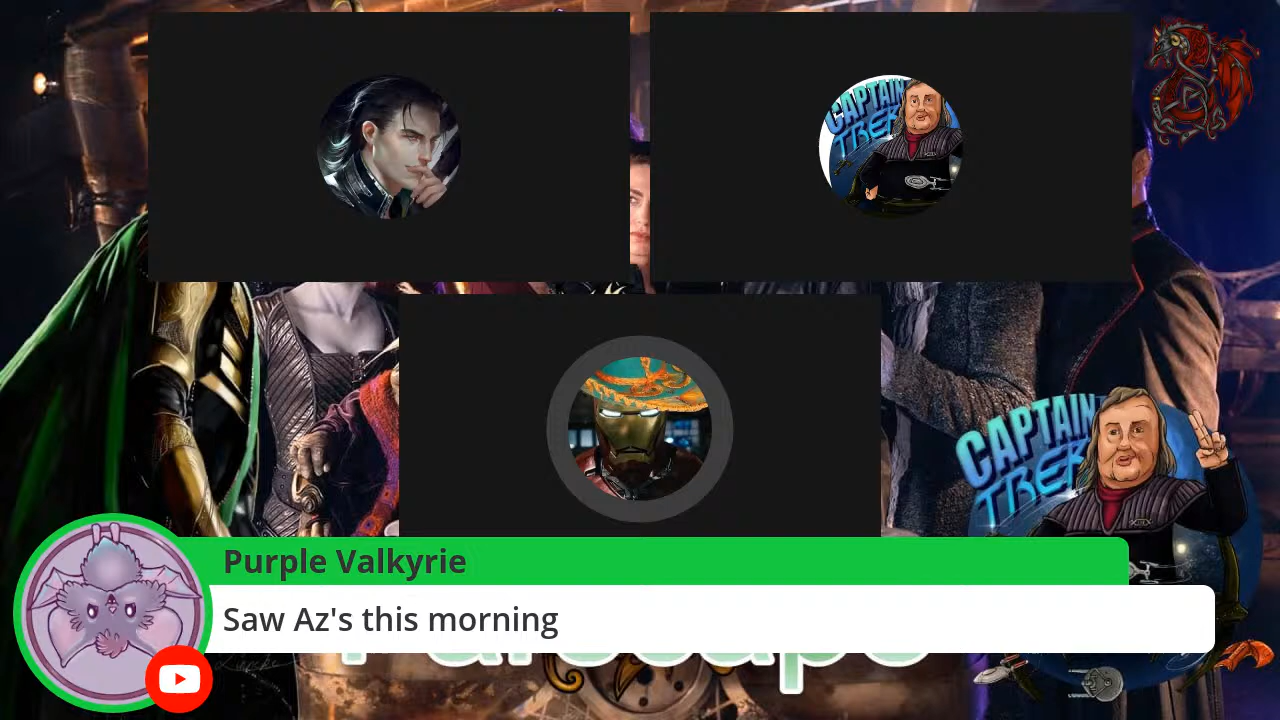 CAPTAIN
TREK
CAPTAIN
TREK
Purple Valkyrie
Saw Az's this morning